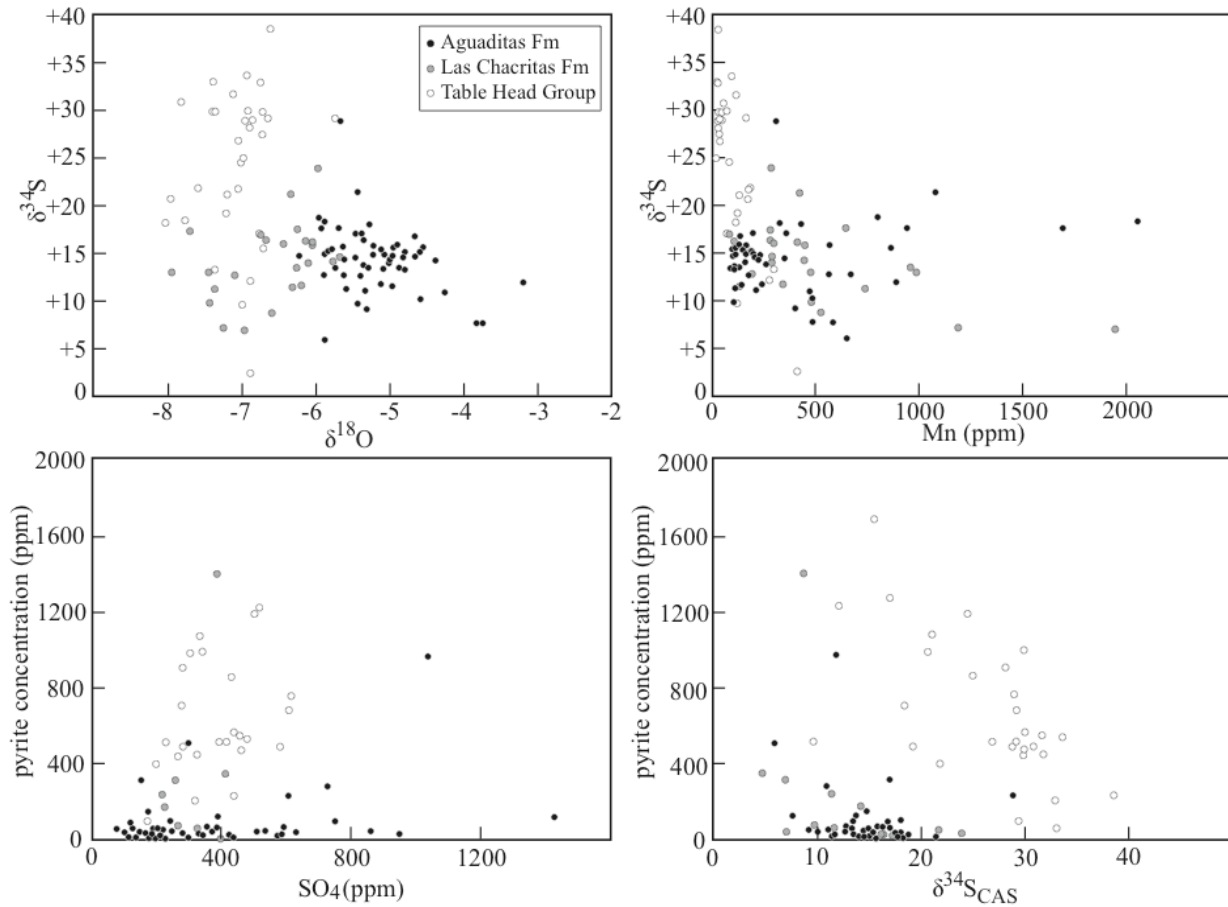 +40
+35
+30
+25
+20
+15
+10
+5
0
δ34S
-8 -7 -6 -5 -4 -3 -2
δ18O
Aguaditas Fm
Las Chacritas Fm
Table Head Group
+40
+35
+30
+25
+20
+15
+10
+5
0
δ34S
0 500 1000 1500 2000
Mn (ppm)
2000
1600
1200
800
400
0
pyrite concentration (ppm)
0 400 800 1200
SO4 (ppm)
2000
1600
1200
800
400
0
pyrite concentration (ppm)
0 10 20 30 40
δ34SCAS